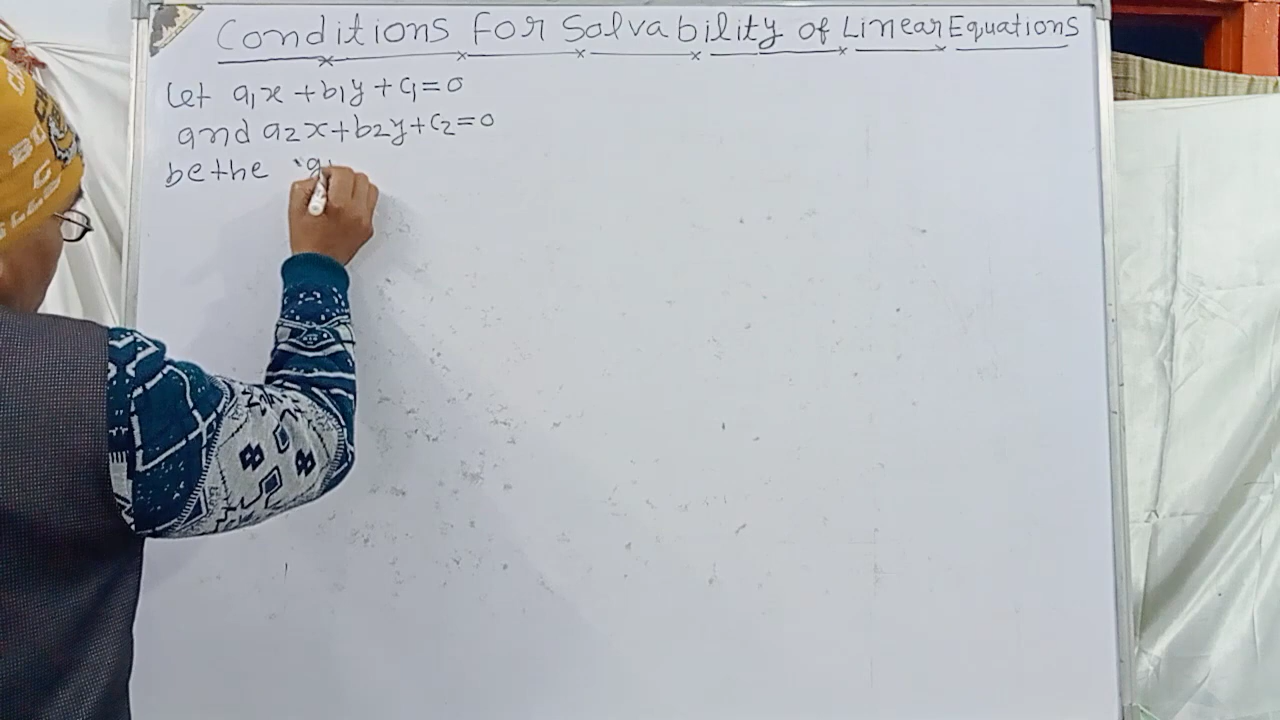 Conditions For Solvability of Linear Equations
Let a₁x + b₁y + c₁ = 0
and a₂x + b₂y + c₂ = 0
be the